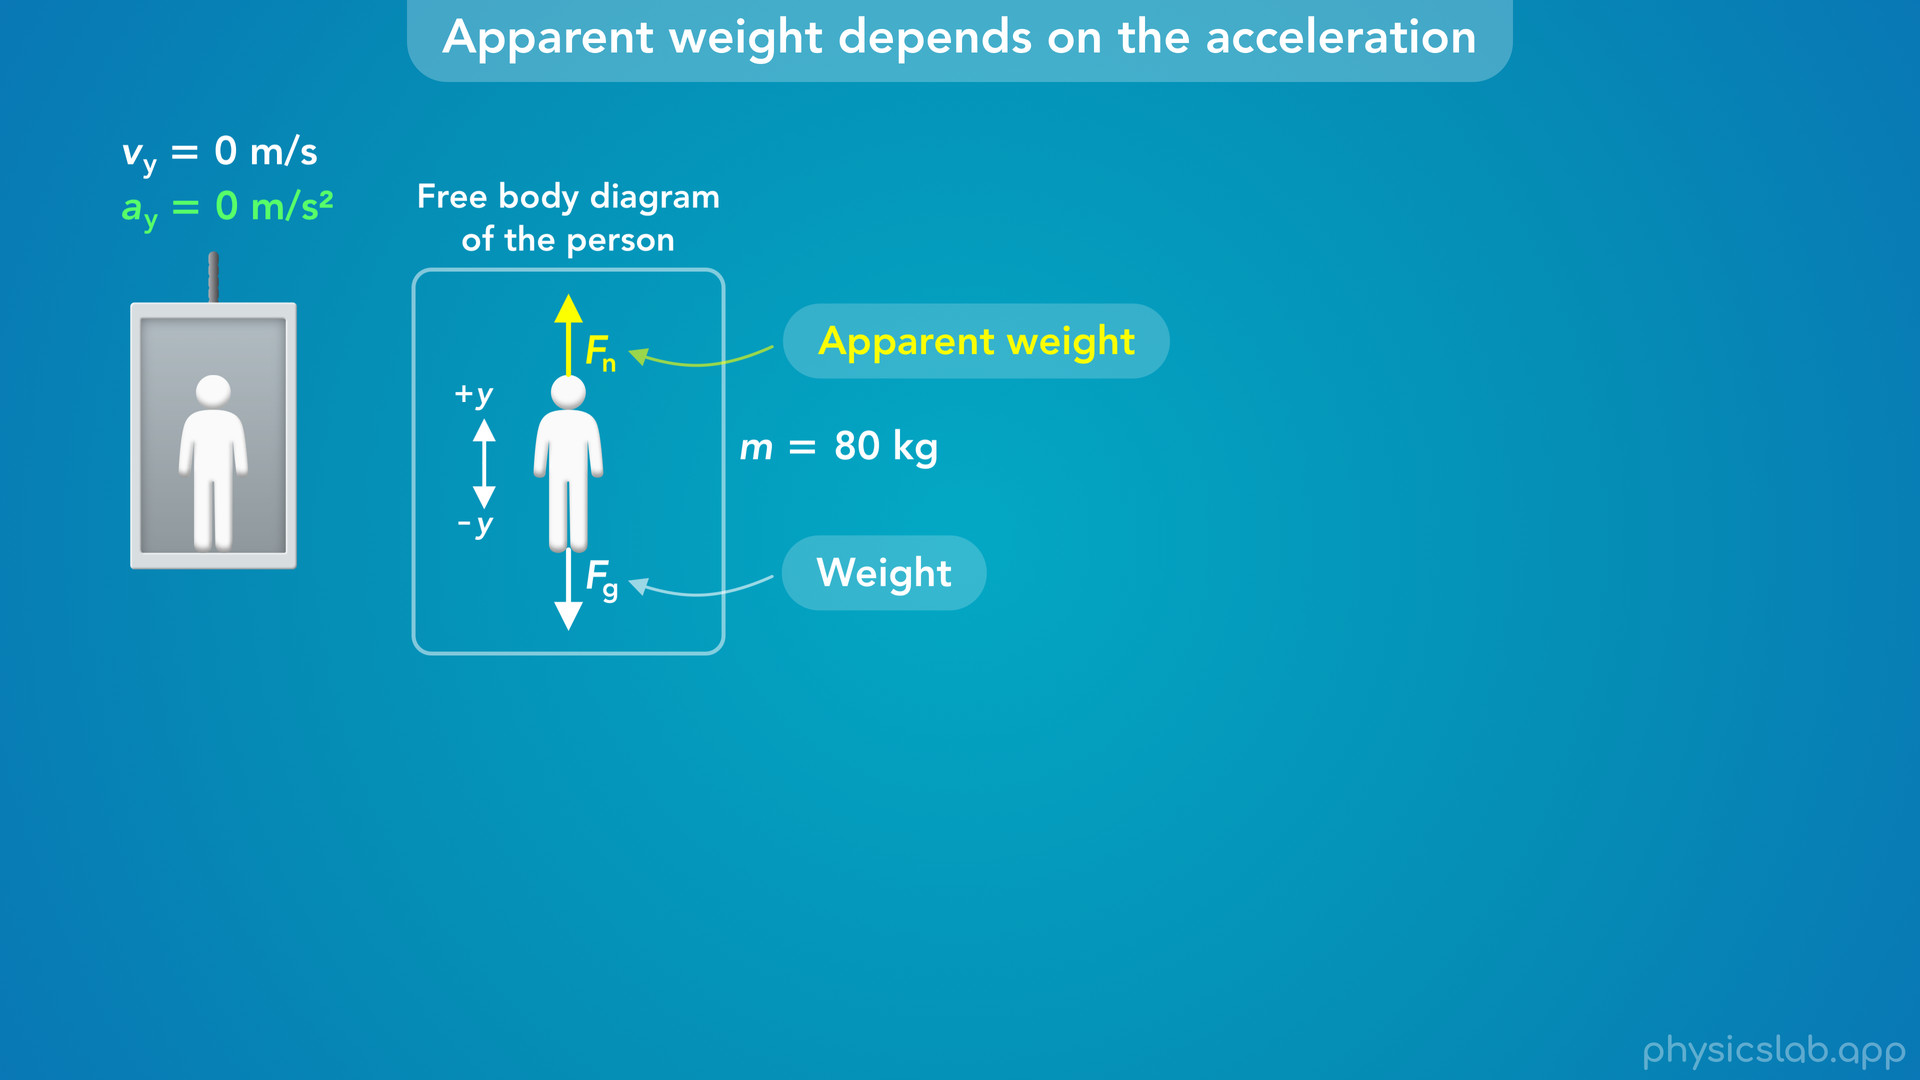 Apparent weight depends on the acceleration
vy = 0 m/s
ay = 0 m/s²
Free body diagram
of the person
Fn
Apparent weight
+y
m = 80 kg
–y
Fg
Weight
physicslab.app